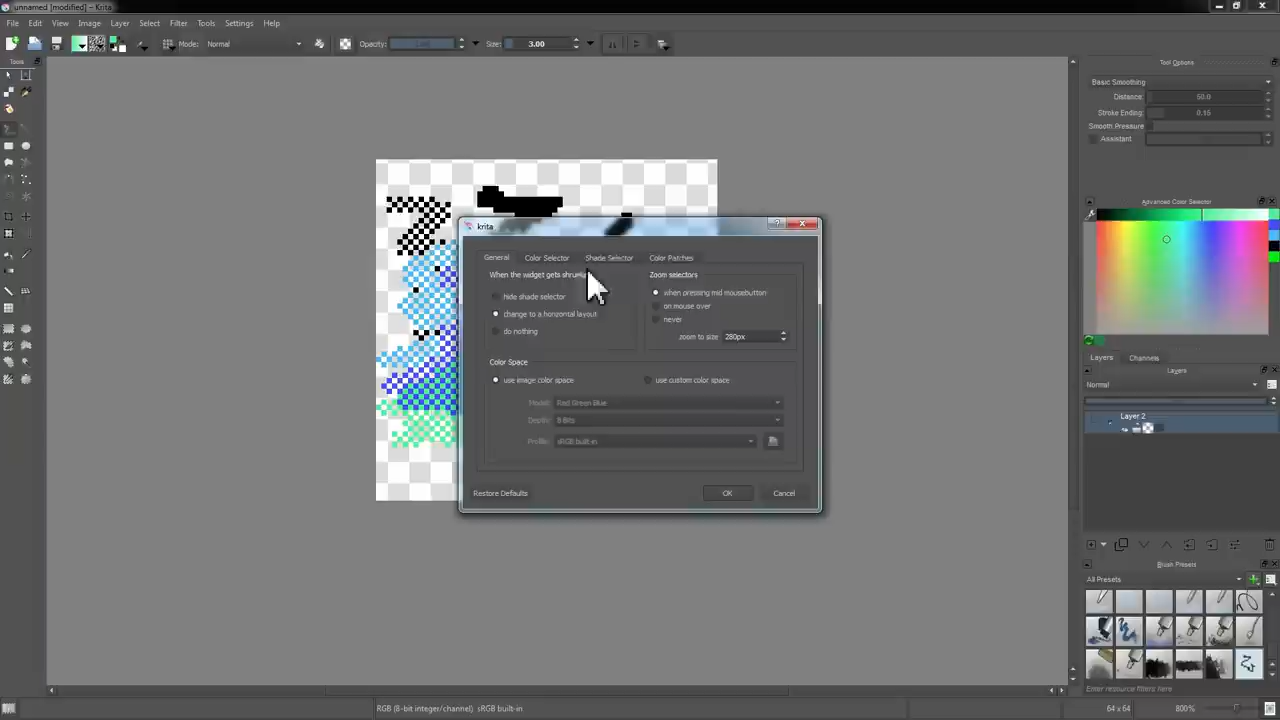 unnamed [modified] – Krita
File Edit View Image Layer Select Filter Tools Settings Help
Mode: Normal Opacity: Size: 3.00
Tools
Tool Options
Basic Smoothing
Distance: 50.0
Stroke Ending: 0.15
Smooth Pressure
Assistant
Advanced Color Selector
krita
General Color Selector Shade Selector Color Patches
When the widget gets shrunk
hide shade selector
change to a horizontal layout
do nothing
Zoom selectors
when pressing mid mousebutton
on mouse over
never
zoom to size 280px
Color Space
use image color space use custom color space
Model: Red Green Blue
Depth: 8 Bits
Profile: sRGB built-in
Restore Defaults OK Cancel
Layers Channels
Layers
Normal
Layer 2
Brush Presets
All Presets
Enter resource filters here
RGB (8-bit integer/channel) sRGB built-in 64 x 64 800%